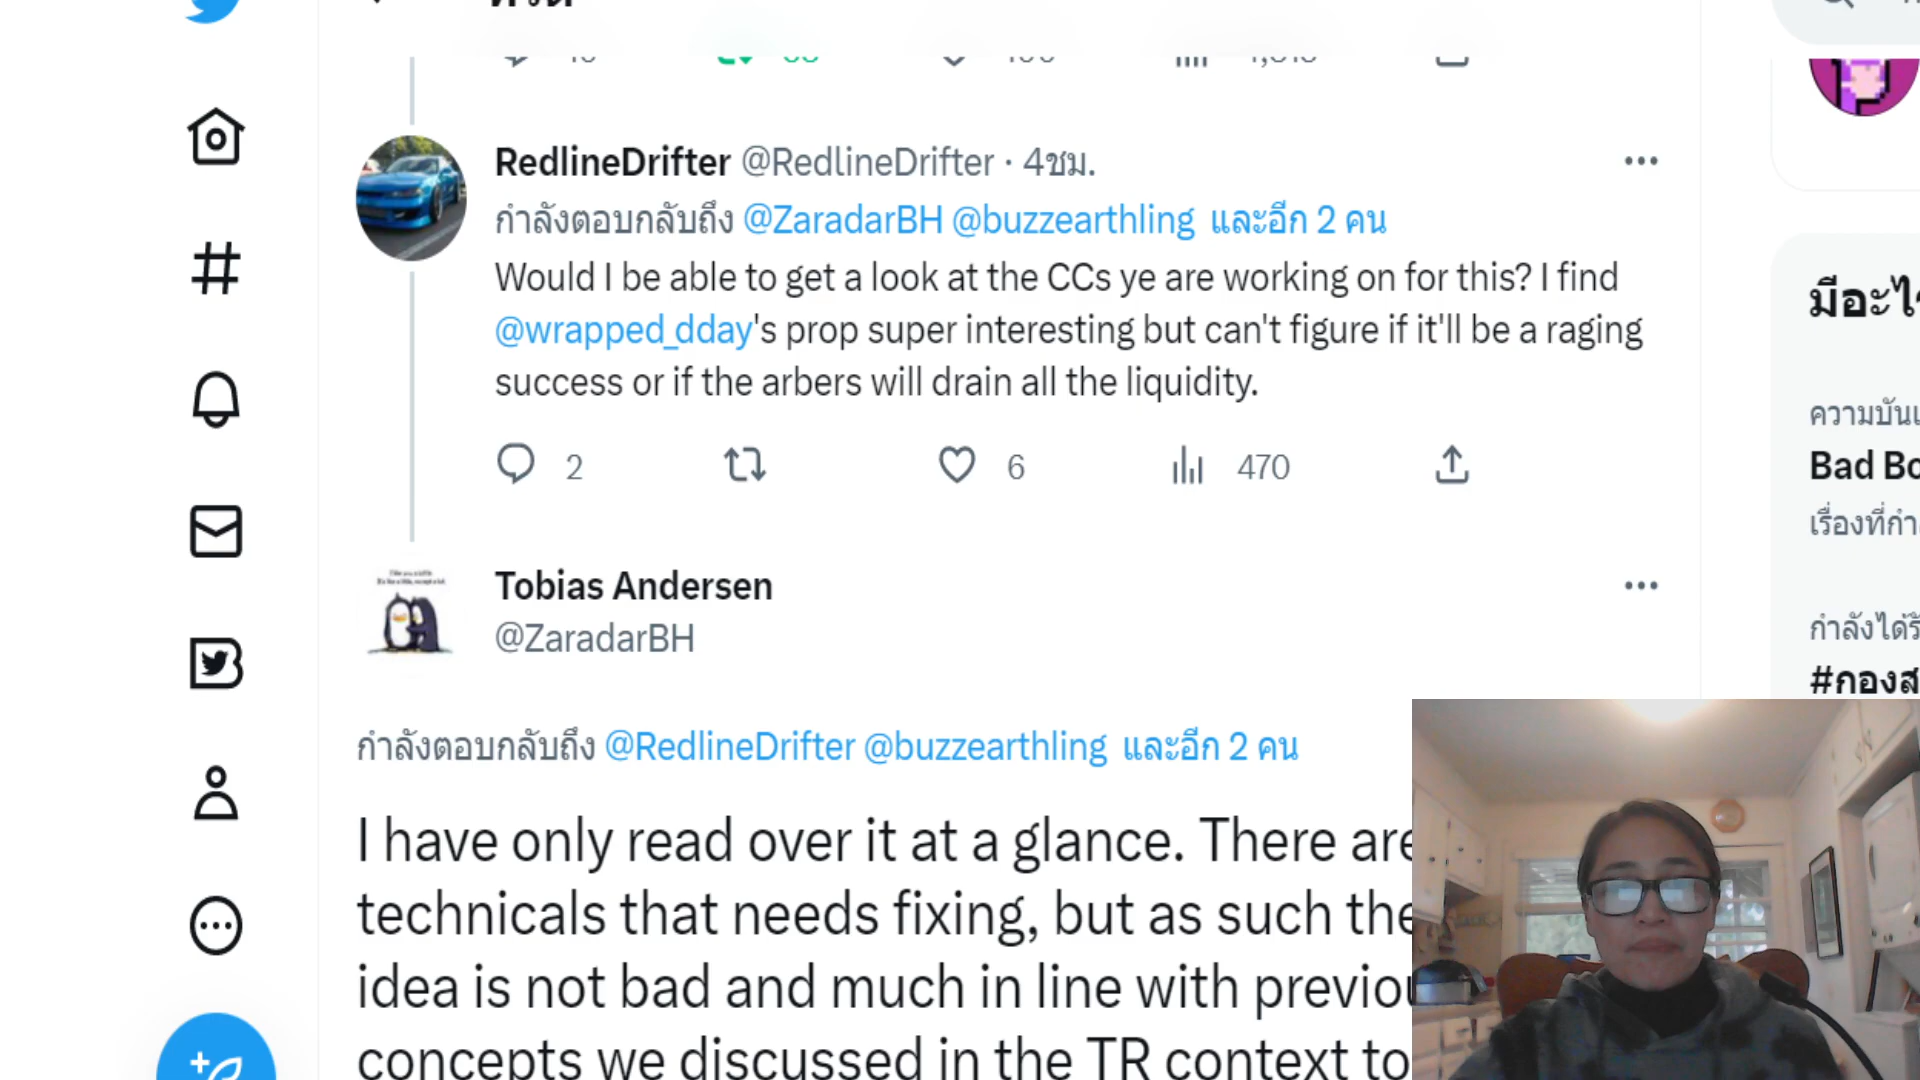 RedlineDrifter @RedlineDrifter · 4ชม.
กำลังตอบกลับถึง @ZaradarBH @buzzearthling และอีก 2 คน
Would I be able to get a look at the CCs ye are working on for this? I find
@wrapped_dday's prop super interesting but can't figure if it'll be a raging
success or if the arbers will drain all the liquidity.
2 6 470
Tobias Andersen
@ZaradarBH
กำลังตอบกลับถึง @RedlineDrifter @buzzearthling และอีก 2 คน
I have only read over it at a glance. There are
technicals that needs fixing, but as such the
idea is not bad and much in line with previou
concepts we discussed in the TR context to
มีอะไร
ความบันเ
Bad Bo
เรื่องที่กำ
กำลังได้รั
#กองส